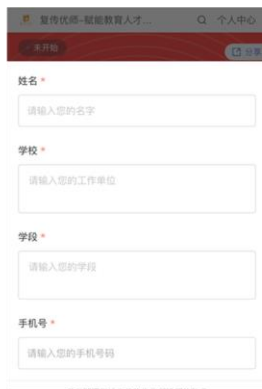 复传优师-赋能教育人才...
个人中心
未开始
分享
姓名 *
请输入您的名字
学校 *
请输入您的工作单位
学段 *
请输入您的学段
手机号 *
请输入您的手机号码